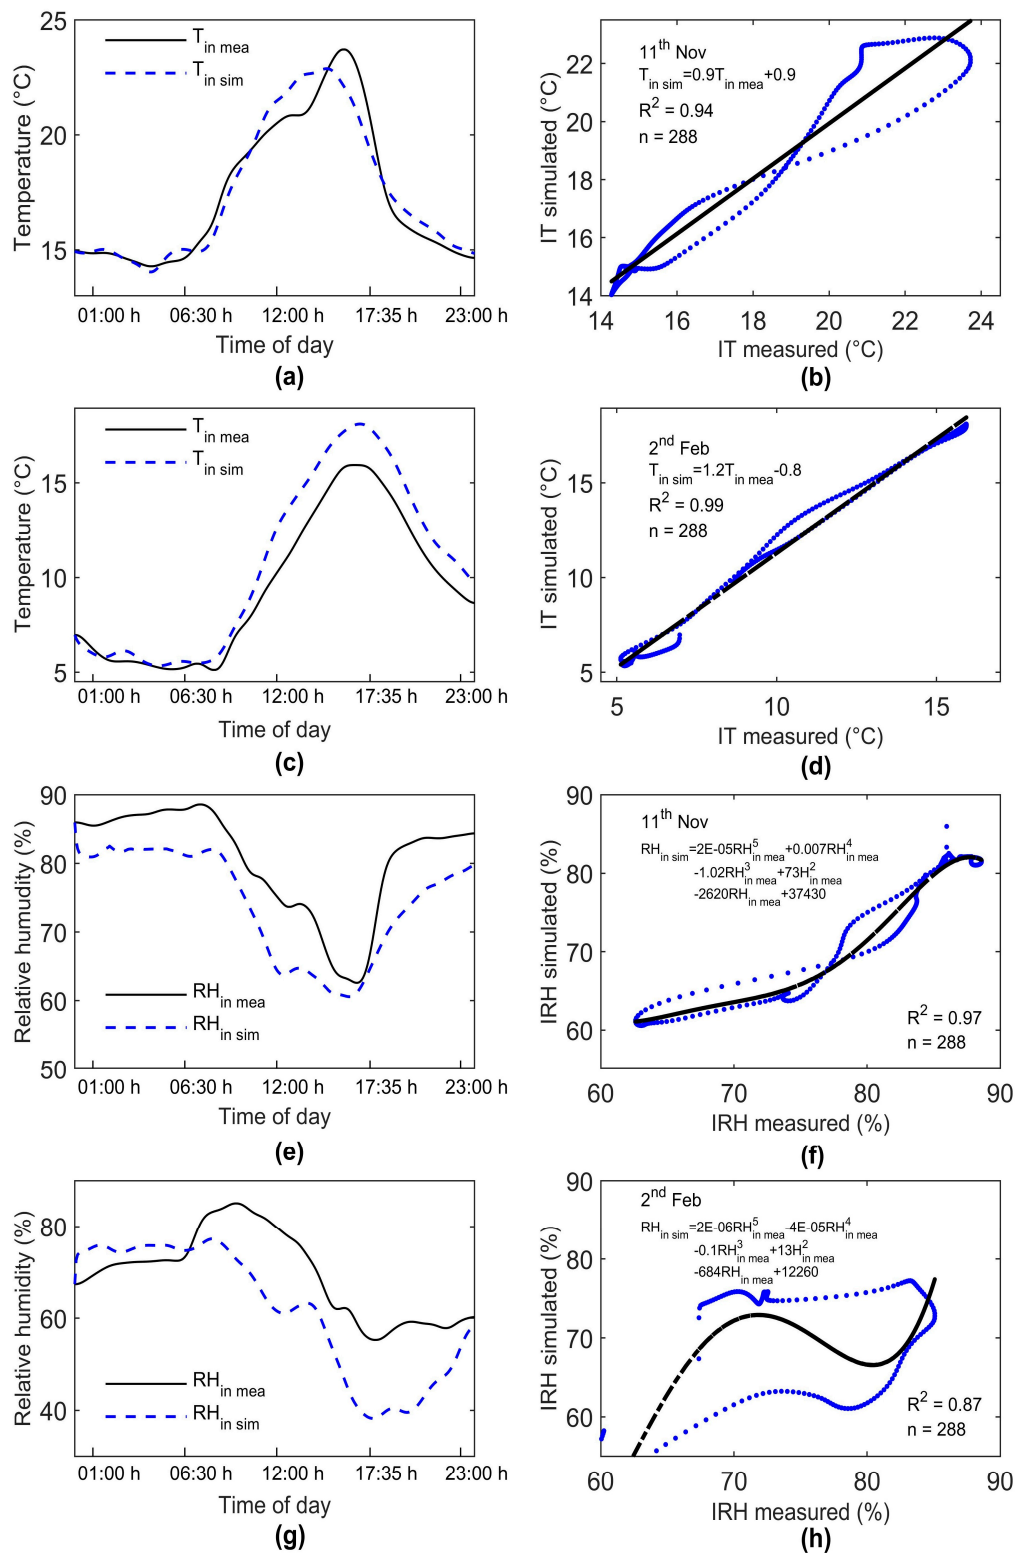 25
20
15
Temperature (°C)
T in mea
T in sim
01:00 h 06:30 h 12:00 h 17:35 h 23:00 h
Time of day
(a)
22
20
18
16
14
IT simulated (°C)
11th Nov
T in sim=0.9T in mea+0.9
R2 = 0.94
n = 288
14 16 18 20 22 24
IT measured (°C)
(b)
15
10
5
Temperature (°C)
T in mea
T in sim
01:00 h 06:30 h 12:00 h 17:35 h 23:00 h
Time of day
(c)
15
10
5
IT simulated (°C)
2nd Feb
T in sim=1.2T in mea-0.8
R2 = 0.99
n = 288
5 10 15
IT measured (°C)
(d)
90
80
70
60
50
Relative humudity (%)
RH in mea
RH in sim
01:00 h 06:30 h 12:00 h 17:35 h 23:00 h
Time of day
(e)
90
80
70
60
IRH simulated (%)
11th Nov
RH in sim=2E-05RH5 in mea+0.007RH4 in mea
-1.02RH3 in mea+73H2 in mea
-2620RH in mea+37430
R2 = 0.97
n = 288
60 70 80 90
IRH measured (%)
(f)
80
60
40
Relative humidity (%)
RH in mea
RH in sim
01:00 h 06:30 h 12:00 h 17:35 h 23:00 h
Time of day
(g)
90
80
70
60
IRH simulated (%)
2nd Feb
RH in sim=2E-06RH5 in mea-4E-05RH4 in mea
-0.1RH3 in mea+13H2 in mea
-684RH in mea+12260
R2 = 0.87
n = 288
60 70 80 90
IRH measured (%)
(h)